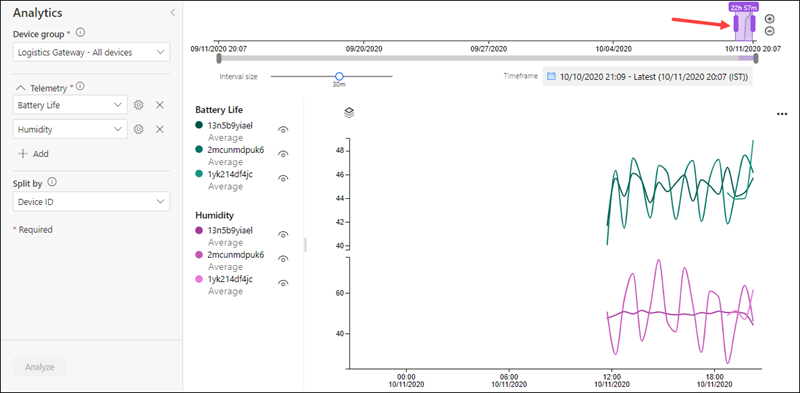 Analytics
Device group *
Logistics Gateway - All devices
Telemetry *
Battery Life
Humidity
Add
Split by
Device ID
* Required
Analyze
22h 57m
09/11/2020 20:07
09/20/2020
09/27/2020
10/04/2020
10/11/2020 20:07
Interval size
30m
Timeframe
10/10/2020 21:09 - Latest (10/11/2020 20:07 (IST))
Battery Life
13n5b9yiael
Average
2mcunmdpuk6
Average
1yk214df4jc
Average
Humidity
13n5b9yiael
Average
2mcunmdpuk6
Average
1yk214df4jc
Average
48
46
44
42
40
60
40
00:00
10/11/2020
06:00
10/11/2020
12:00
10/11/2020
18:00
10/11/2020